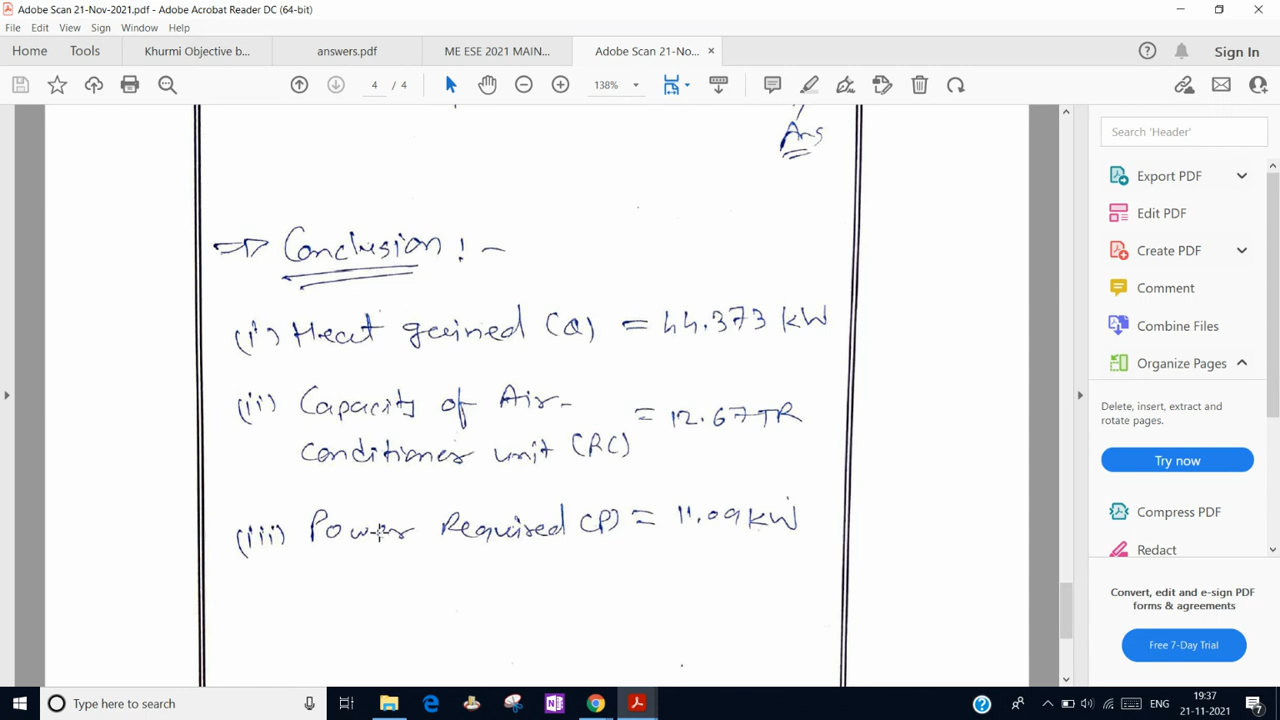 Adobe Scan 21-Nov-2021.pdf - Adobe Acrobat Reader DC (64-bit)
File Edit View Sign Window Help
Home Tools Khurmi Objective b... answers.pdf ME ESE 2021 MAIN... Adobe Scan 21-No... × Sign In
4 / 4 138%
Search 'Header'
Export PDF
Edit PDF
Create PDF
Comment
Combine Files
Organize Pages
Delete, insert, extract and
rotate pages.
Try now
Compress PDF
Redact
Convert, edit and e-sign PDF
forms & agreements
Free 7-Day Trial
Ans
⇒ Conclusion :-
(i) Heat gained (Q) = 44.373 kW
(ii) Capacity of Air-
conditioner unit (RC) = 12.67 TR
(iii) Power Required (P) = 11.09 kW
Type here to search
ENG
19:37
21-11-2021
7